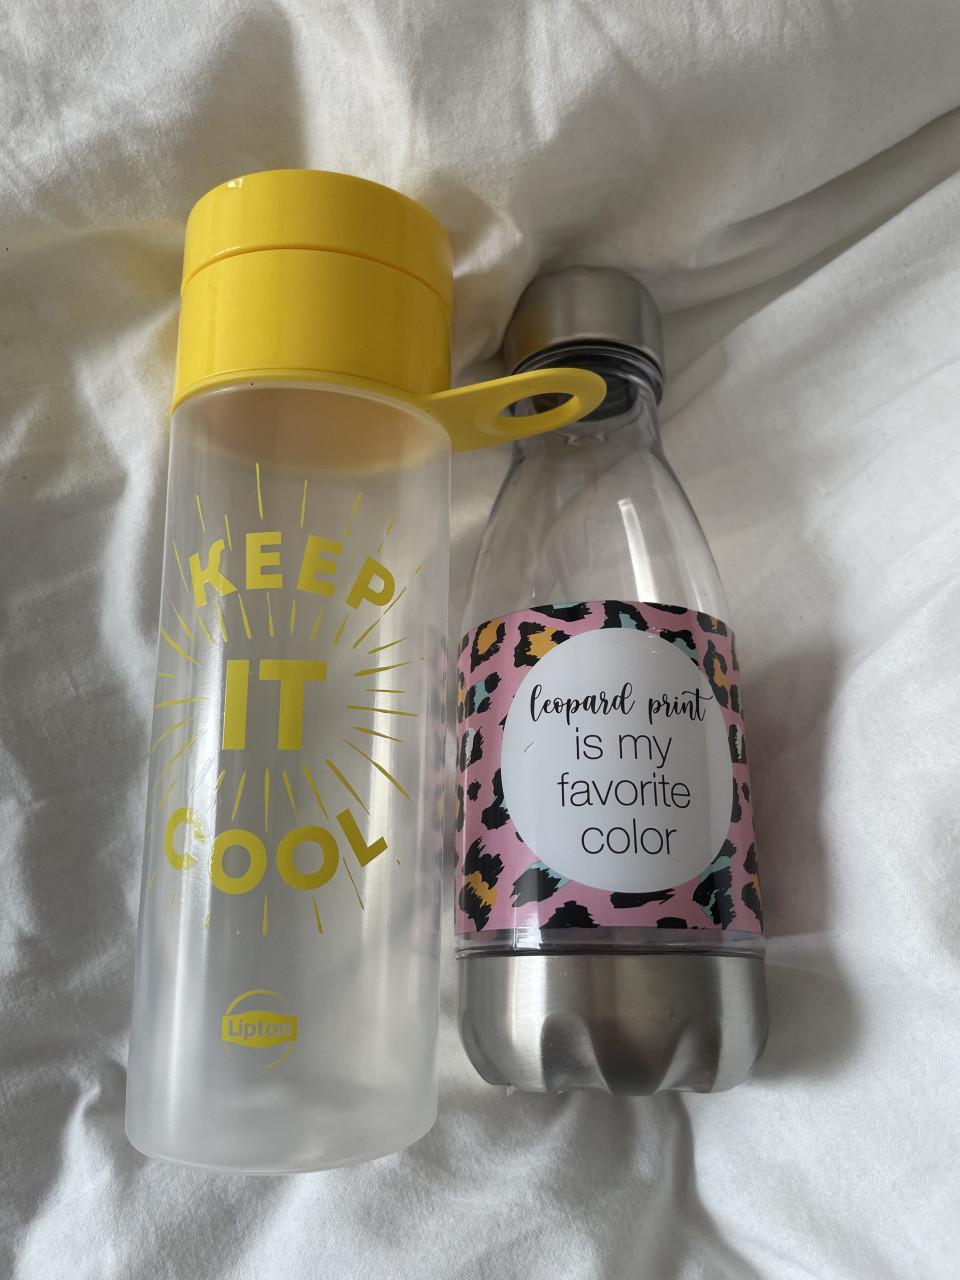 KEEP
IT
COOL
Lipton
leopard print
is my
favorite
color